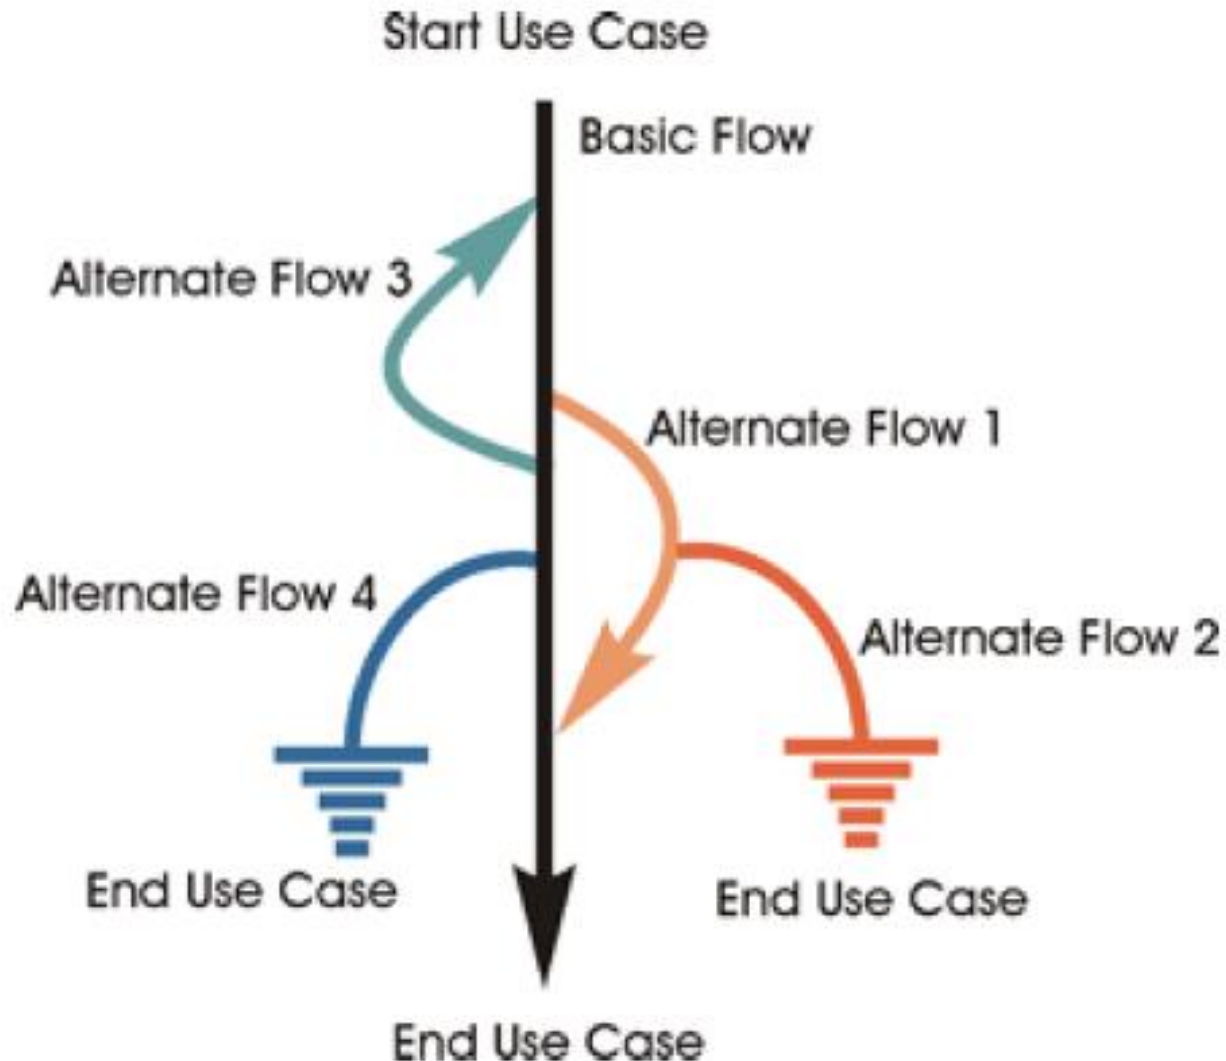 Start Use Case
Basic Flow
Alternate Flow 3
Alternate Flow 1
Alternate Flow 4
Alternate Flow 2
End Use Case
End Use Case
End Use Case